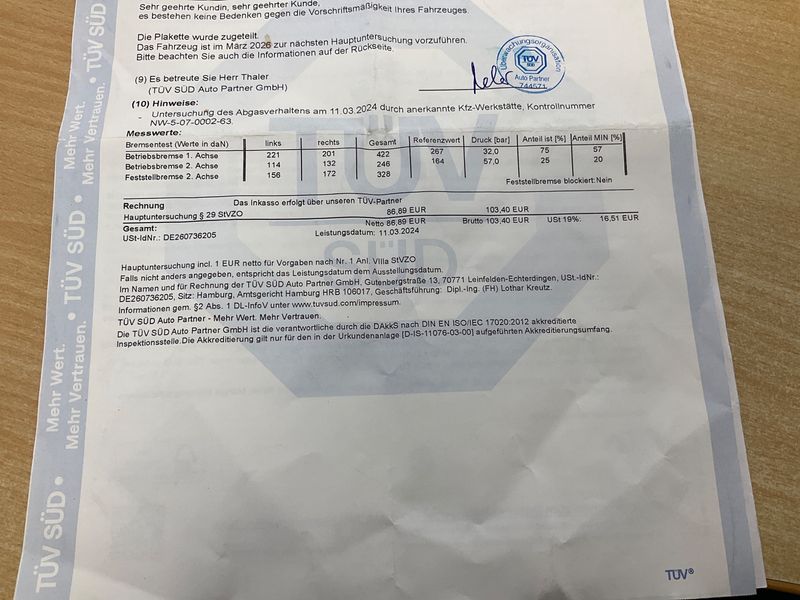 Sehr geehrte Kundin, sehr geehrter Kunde,
es bestehen keine Bedenken gegen die Vorschriftsmäßigkeit Ihres Fahrzeuges.
Die Plakette wurde zugeteilt.
Das Fahrzeug ist im März 2026 zur nächsten Hauptuntersuchung vorzuführen.
Bitte beachten Sie auch die Informationen auf der Rückseite.
(9) Es betreute Sie Herr Thaler
(TÜV SÜD Auto Partner GmbH)
Überwachungsorganisation
TÜV
SÜD
Auto Partner
744571
(10) Hinweise:
- Untersuchung des Abgasverhaltens am 11.03.2024 durch anerkannte Kfz-Werkstätte, Kontrollnummer
NW-5-07-0002-63.
Messwerte:
Bremsentest (Werte in daN) links rechts Gesamt Referenzwert Druck [bar] Anteil ist [%] Anteil MIN [%]
Betriebsbremse 1. Achse 221 201 422 267 32,0 75 57
Betriebsbremse 2. Achse 114 132 246 164 57,0 25 20
Feststellbremse 2. Achse 156 172 328
Feststellbremse blockiert: Nein
Rechnung Das Inkasso erfolgt über unseren TÜV-Partner
Hauptuntersuchung § 29 StVZO 86,89 EUR 103,40 EUR
Gesamt: Netto 86,89 EUR Brutto 103,40 EUR USt 19%: 16,51 EUR
USt-IdNr.: DE260736205 Leistungsdatum: 11.03.2024
Hauptuntersuchung incl. 1 EUR netto für Vorgaben nach Nr. 1 Anl. VIIIa StVZO
Falls nicht anders angegeben, entspricht das Leistungsdatum dem Ausstellungsdatum.
Im Namen und für Rechnung der TÜV SÜD Auto Partner GmbH, Gutenbergstraße 13, 70771 Leinfelden-Echterdingen, USt.-IdNr.:
DE260736205, Sitz: Hamburg, Amtsgericht Hamburg HRB 106017, Geschäftsführung: Dipl.-Ing. (FH) Lothar Kreutz.
Informationen gem. §2 Abs. 1 DL-InfoV unter www.tuvsud.com/impressum.
TÜV SÜD Auto Partner - Mehr Wert. Mehr Vertrauen.
Die TÜV SÜD Auto Partner GmbH ist die verantwortliche durch die DAkkS nach DIN EN ISO/IEC 17020:2012 akkreditierte
Inspektionsstelle.Die Akkreditierung gilt nur für den in der Urkundenanlage [D-IS-11076-03-00] aufgeführten Akkreditierungsumfang.
TÜV
SÜD
TÜV SÜD •
Mehr Wert.
Mehr Vertrauen.
• TÜV SÜD •
Mehr Wert.
Mehr Vertrauen.
• TÜV SÜD
TÜV®